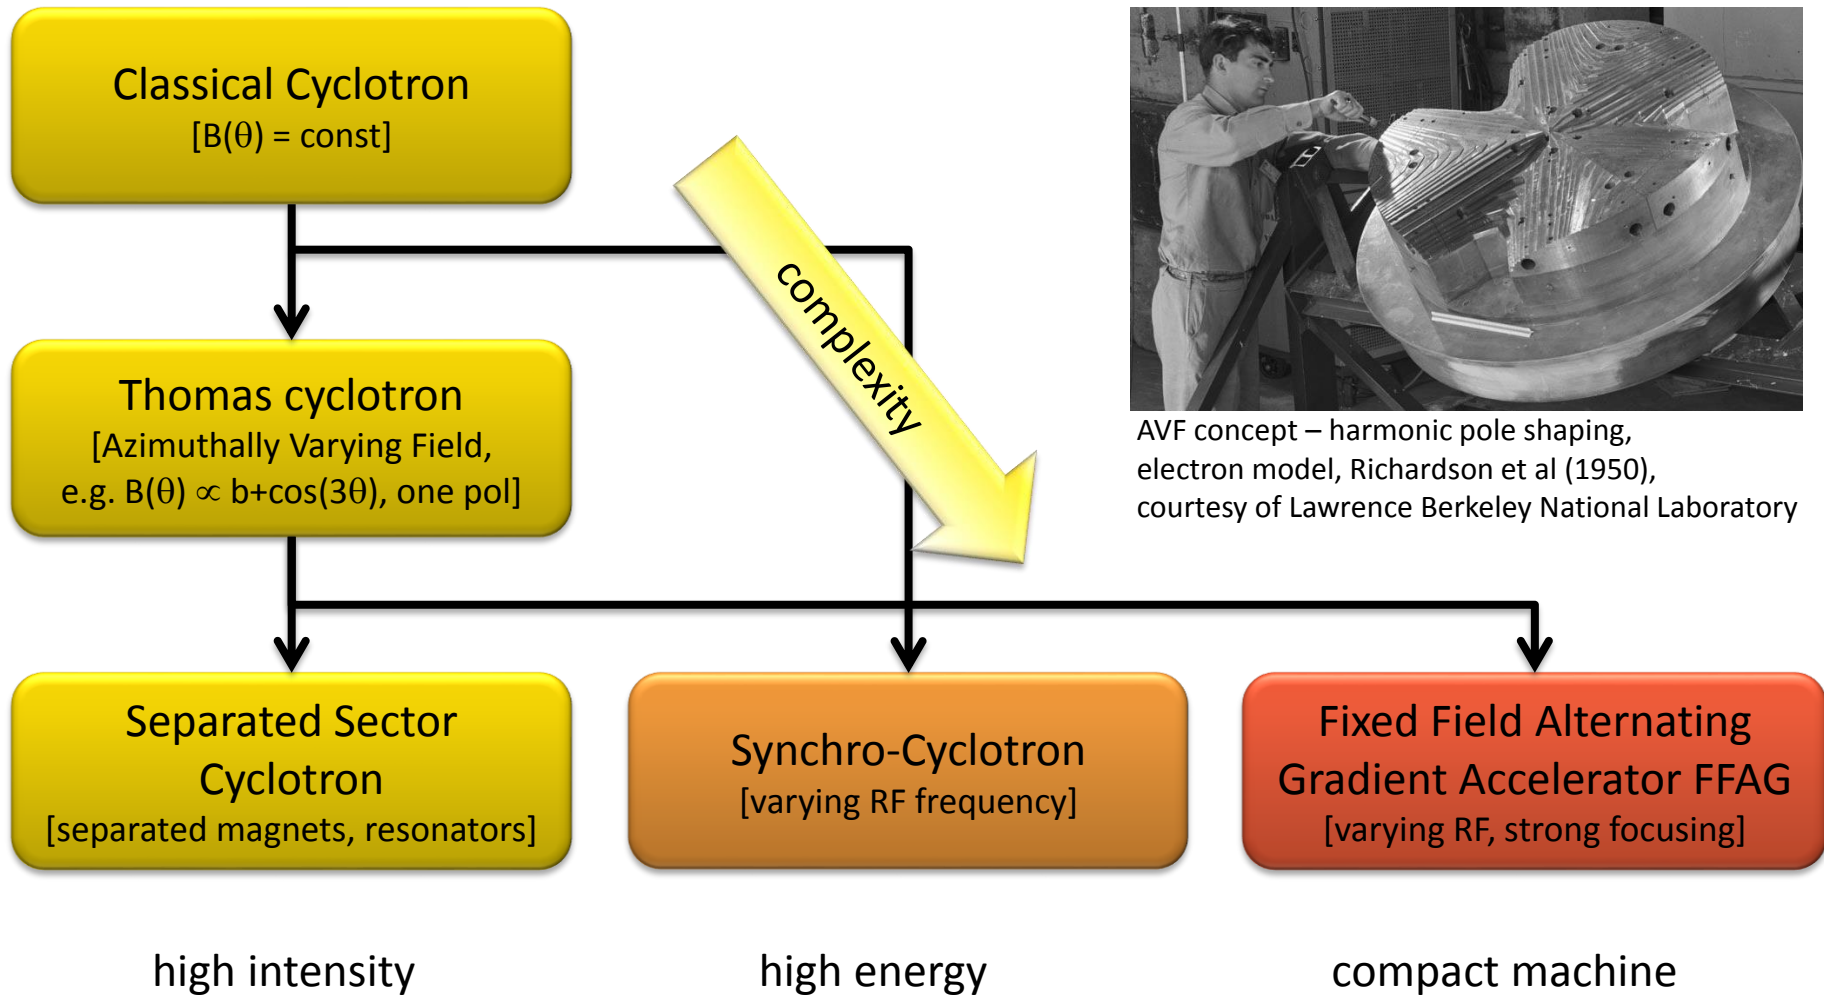 Classical Cyclotron
[B(θ) = const]
complexity
Thomas cyclotron
[Azimuthally Varying Field,
e.g. B(θ) ∝ b+cos(3θ), one pol]
AVF concept – harmonic pole shaping,
electron model, Richardson et al (1950),
courtesy of Lawrence Berkeley National Laboratory
Separated Sector
Cyclotron
[separated magnets, resonators]
Synchro-Cyclotron
[varying RF frequency]
Fixed Field Alternating
Gradient Accelerator FFAG
[varying RF, strong focusing]
high intensity
high energy
compact machine